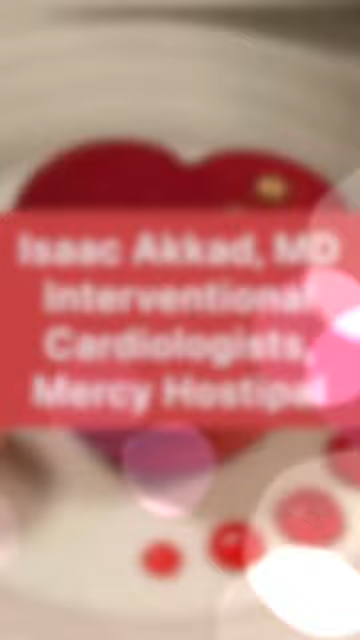 Isaac Akkad, MD
Interventional
Cardiologists,
Mercy Hostipal